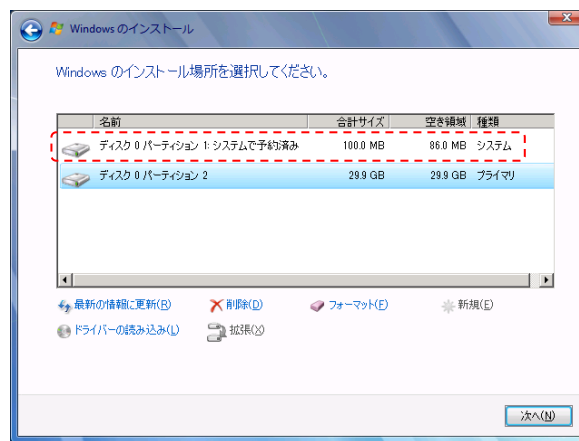 Windows のインストール
Windows のインストール場所を選択してください。
名前 合計サイズ 空き領域 種類
ディスク 0 パーティション 1: システムで予約済み 100.0 MB 86.0 MB システム
ディスク 0 パーティション 2 29.9 GB 29.9 GB プライマリ
最新の情報に更新(R) 削除(D) フォーマット(F) 新規(E)
ドライバーの読み込み(L) 拡張(X)
次へ(N)